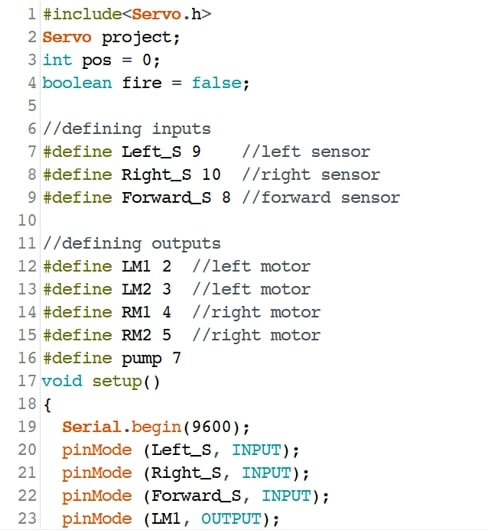 1 #include<Servo.h>
2 Servo project;
3 int pos = 0;
4 boolean fire = false;
5
6 //defining inputs
7 #define Left_S 9    //left sensor
8 #define Right_S 10  //right sensor
9 #define Forward_S 8 //forward sensor
10
11 //defining outputs
12 #define LM1 2  //left motor
13 #define LM2 3  //left motor
14 #define RM1 4  //right motor
15 #define RM2 5  //right motor
16 #define pump 7
17 void setup()
18 {
19   Serial.begin(9600);
20   pinMode (Left_S, INPUT);
21   pinMode (Right_S, INPUT);
22   pinMode (Forward_S, INPUT);
23   pinMode (LM1, OUTPUT);